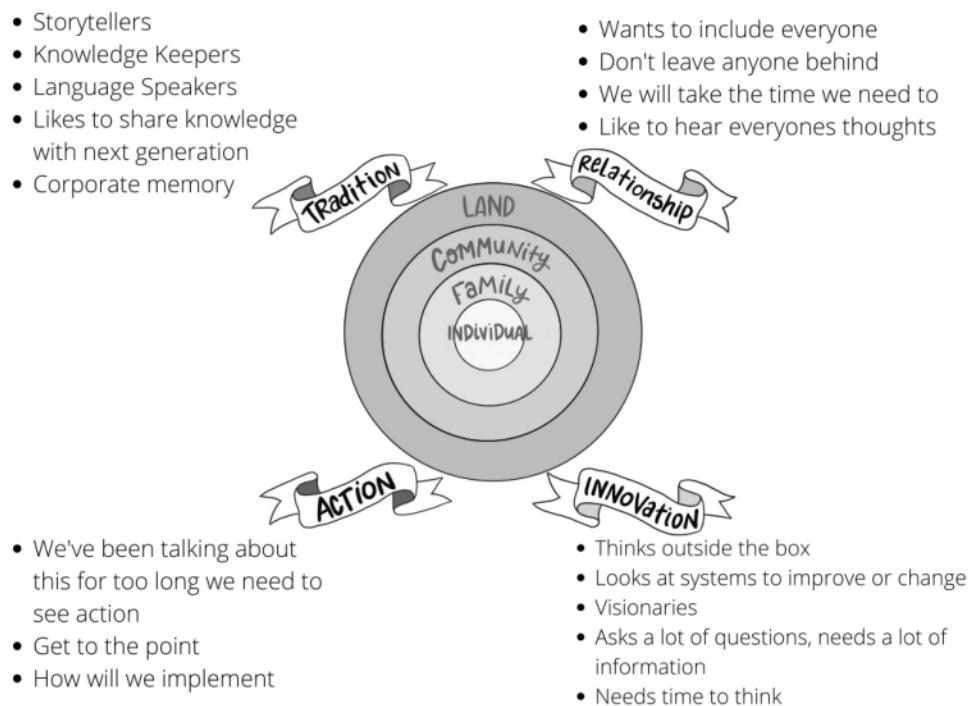 • Storytellers
• Knowledge Keepers
• Language Speakers
• Likes to share knowledge
with next generation
• Corporate memory
• Wants to include everyone
• Don't leave anyone behind
• We will take the time we need to
• Like to hear everyones thoughts
TRadition
RELationship
LAND
COMMUNity
FaMiLy
INDiViDUAL
ACTiON
INNOVatioN
• We've been talking about
this for too long we need to
see action
• Get to the point
• How will we implement
• Thinks outside the box
• Looks at systems to improve or change
• Visionaries
• Asks a lot of questions, needs a lot of
information
• Needs time to think